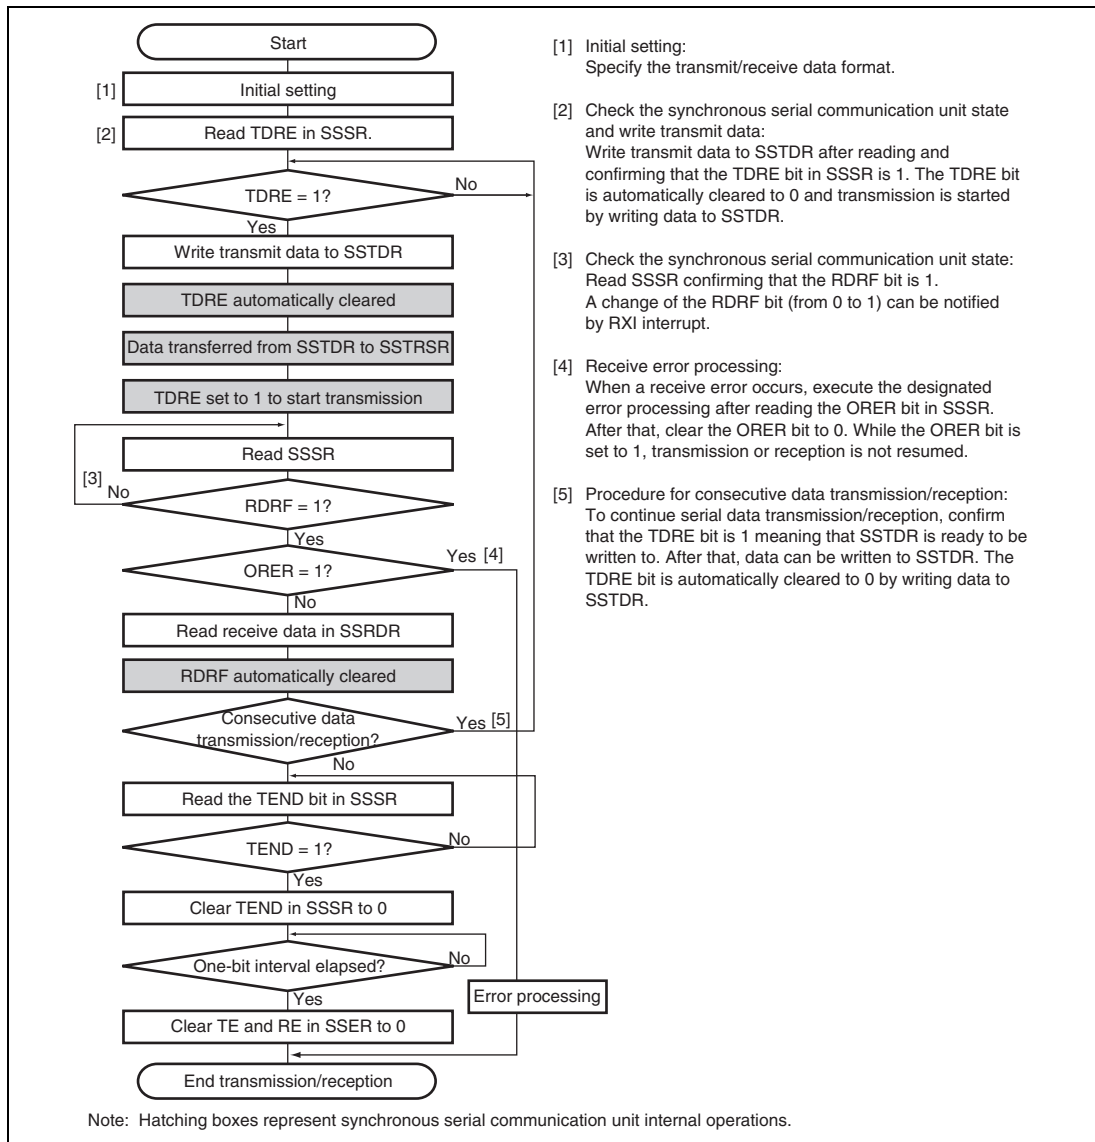 Start
[1] Initial setting
[2] Read TDRE in SSSR.
TDRE = 1?
No
Yes
Write transmit data to SSTDR
TDRE automatically cleared
Data transferred from SSTDR to SSTRSR
TDRE set to 1 to start transmission
Read SSSR
[3]
No
RDRF = 1?
Yes
ORER = 1?
Yes [4]
No
Read receive data in SSRDR
RDRF automatically cleared
Consecutive data
transmission/reception?
Yes [5]
No
Read the TEND bit in SSSR
TEND = 1?
No
Yes
Clear TEND in SSSR to 0
One-bit interval elapsed?
No
Yes
Error processing
Clear TE and RE in SSER to 0
End transmission/reception
[1] Initial setting:
Specify the transmit/receive data format.
[2] Check the synchronous serial communication unit state
and write transmit data:
Write transmit data to SSTDR after reading and
confirming that the TDRE bit in SSSR is 1. The TDRE bit
is automatically cleared to 0 and transmission is started
by writing data to SSTDR.
[3] Check the synchronous serial communication unit state:
Read SSSR confirming that the RDRF bit is 1.
A change of the RDRF bit (from 0 to 1) can be notified
by RXI interrupt.
[4] Receive error processing:
When a receive error occurs, execute the designated
error processing after reading the ORER bit in SSSR.
After that, clear the ORER bit to 0. While the ORER bit is
set to 1, transmission or reception is not resumed.
[5] Procedure for consecutive data transmission/reception:
To continue serial data transmission/reception, confirm
that the TDRE bit is 1 meaning that SSTDR is ready to be
written to. After that, data can be written to SSTDR. The
TDRE bit is automatically cleared to 0 by writing data to
SSTDR.
Note: Hatching boxes represent synchronous serial communication unit internal operations.